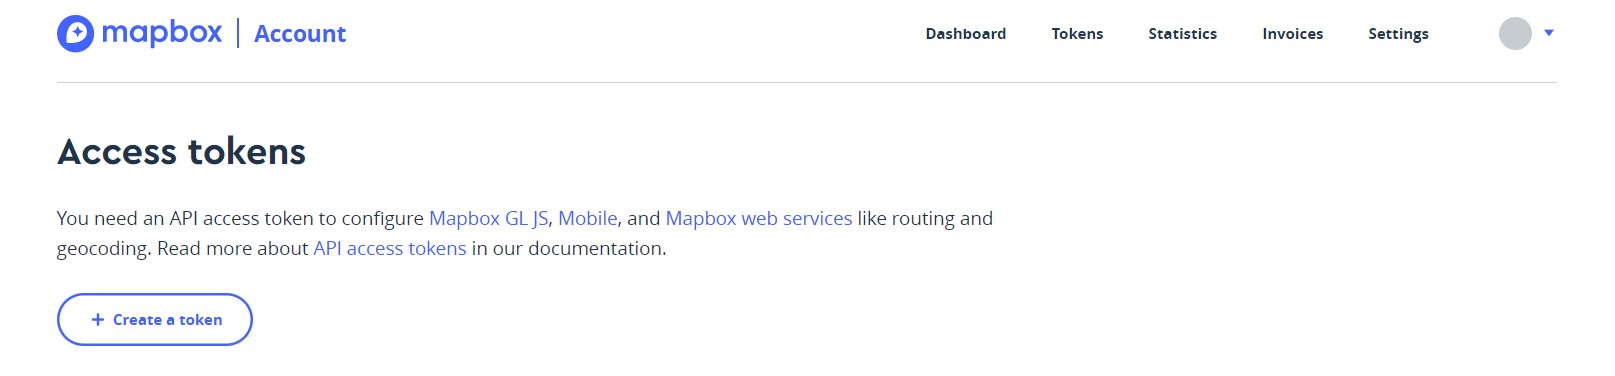 mapbox | Account
Dashboard Tokens Statistics Invoices Settings
Access tokens
You need an API access token to configure Mapbox GL JS, Mobile, and Mapbox web services like routing and
geocoding. Read more about API access tokens in our documentation.
+ Create a token